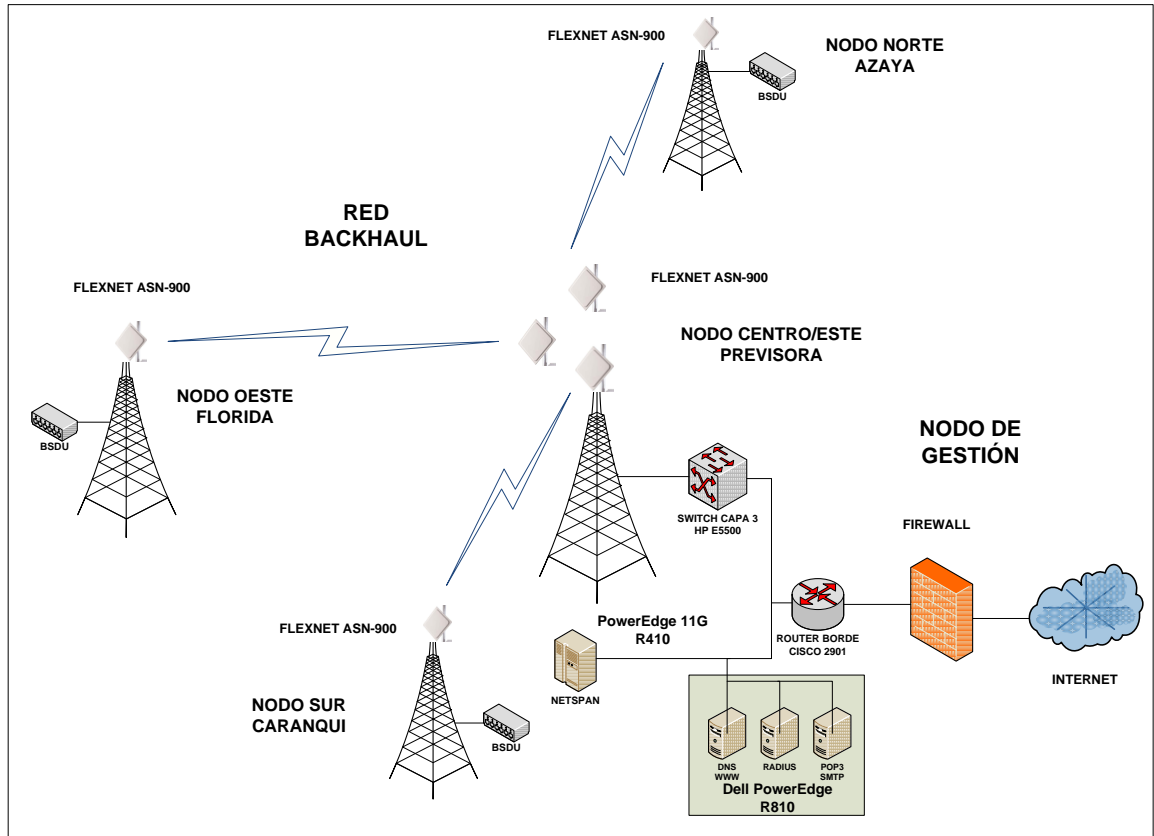 FLEXNET ASN-900
NODO NORTE
AZAYA
BSDU
RED
BACKHAUL
FLEXNET ASN-900
FLEXNET ASN-900
NODO CENTRO/ESTE
PREVISORA
NODO OESTE
FLORIDA
BSDU
NODO DE
GESTIÓN
SWITCH CAPA 3
HP E5500
FIREWALL
FLEXNET ASN-900
PowerEdge 11G
R410
ROUTER BORDE
CISCO 2901
INTERNET
NETSPAN
NODO SUR
CARANQUI
BSDU
DNS
WWW
RADIUS
POP3
SMTP
Dell PowerEdge
R810